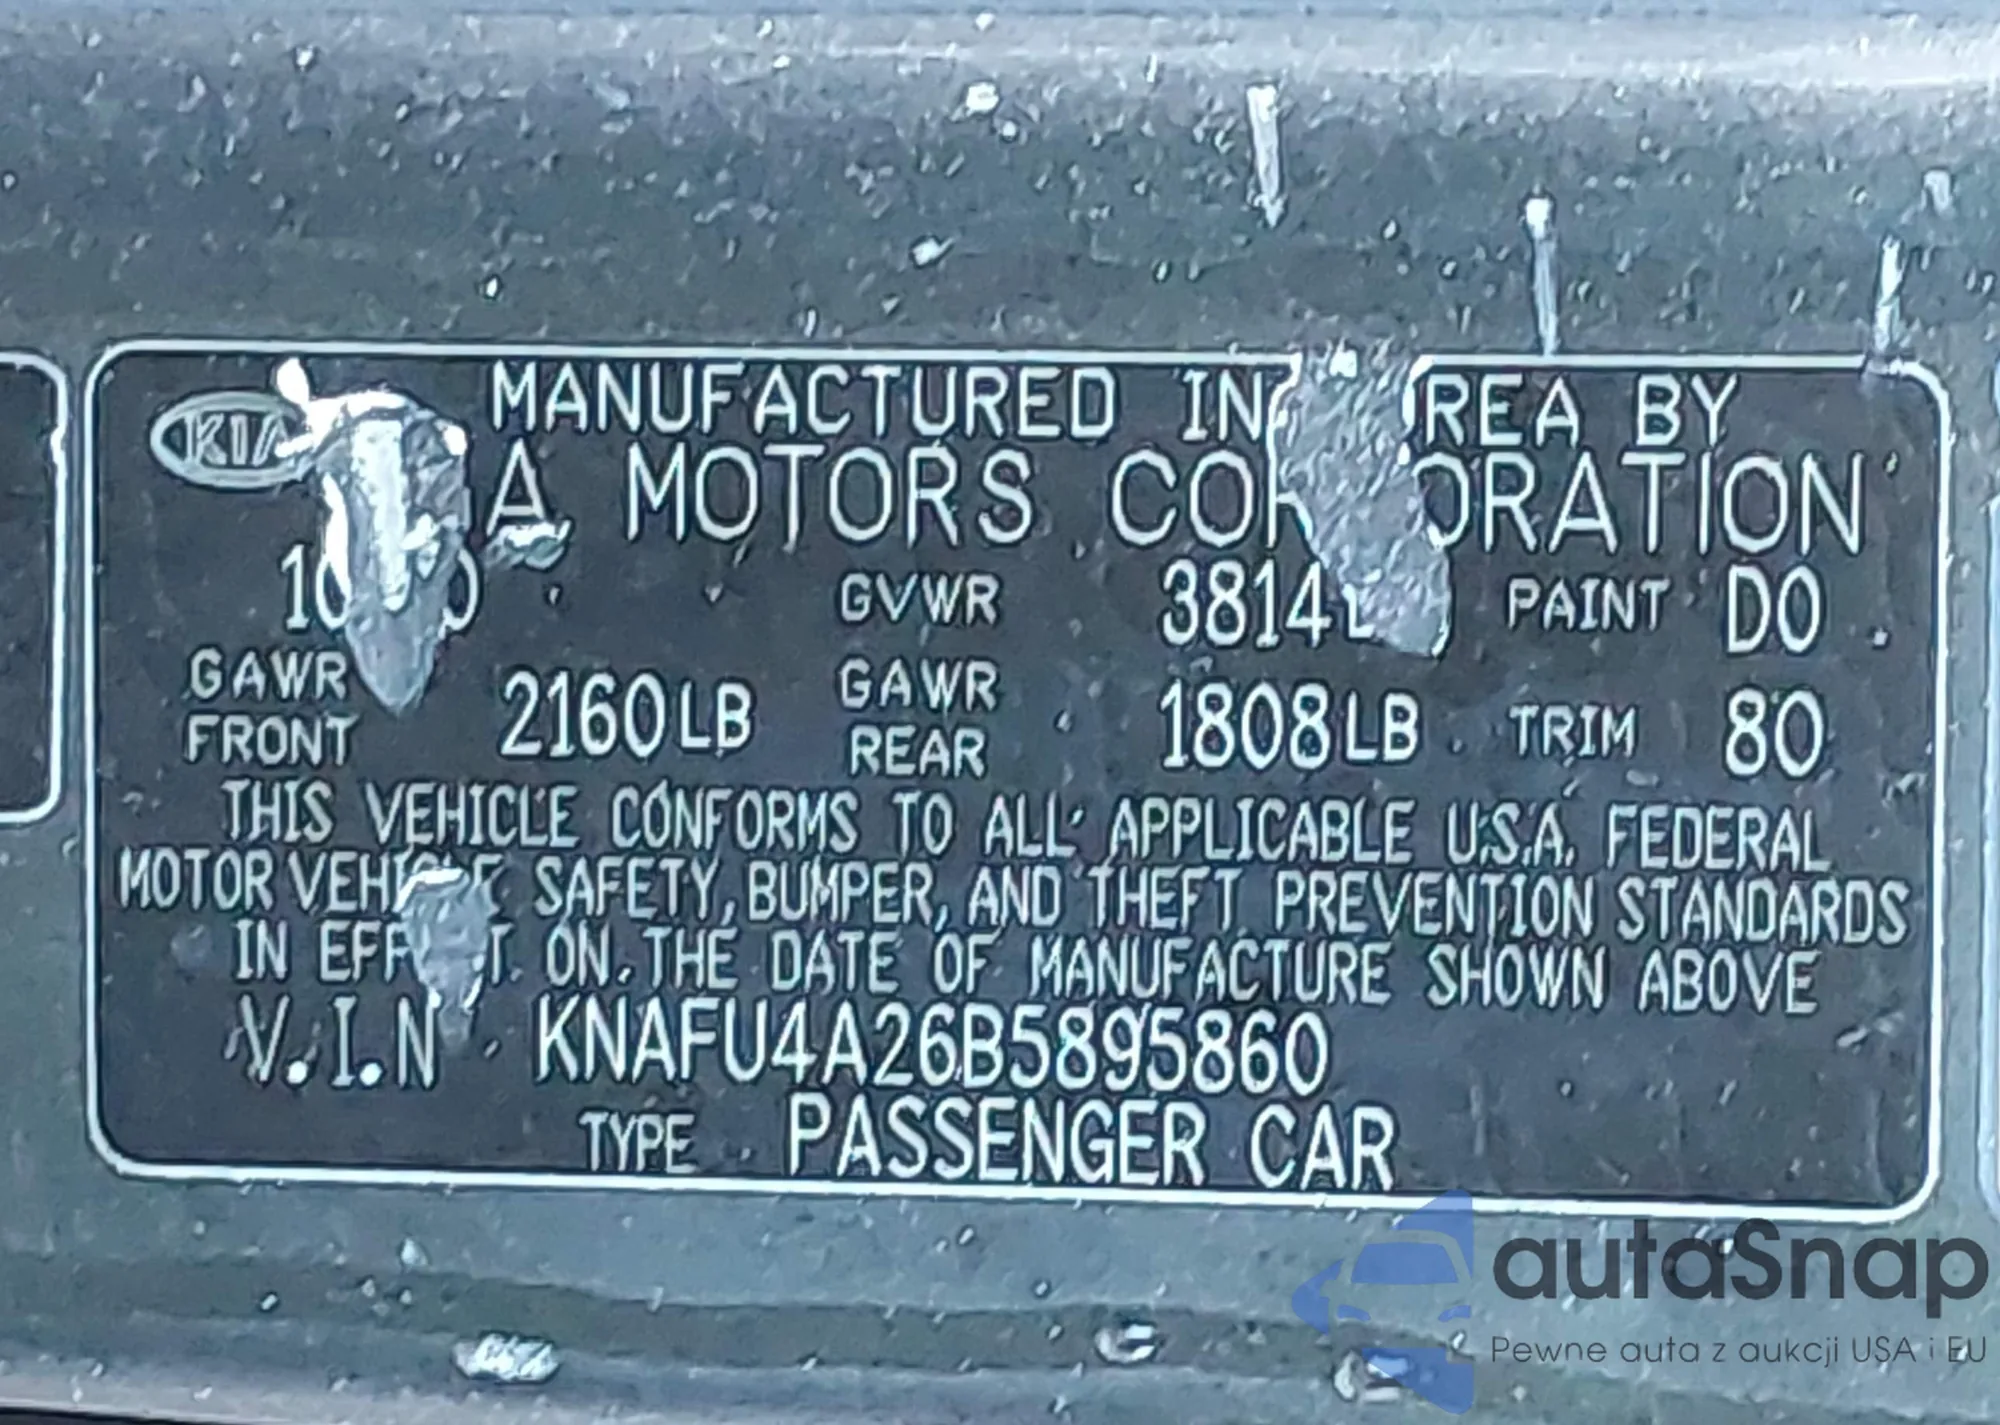 KIA MANUFACTURED IN REA BY
A MOTORS COR ORATION
GVWR 3814 PAINT D0
GAWR FRONT 2160LB GAWR REAR 1808LB TRIM 80
THIS VEHICLE CONFORMS TO ALL APPLICABLE U.S.A. FEDERAL
MOTOR VEHICLE SAFETY, BUMPER, AND THEFT PREVENTION STANDARDS
IN EFF T ON THE DATE OF MANUFACTURE SHOWN ABOVE
V.I.N KNAFU4A26B5895860
TYPE PASSENGER CAR
autaSnap
Pewne auta z aukcji USA i EU